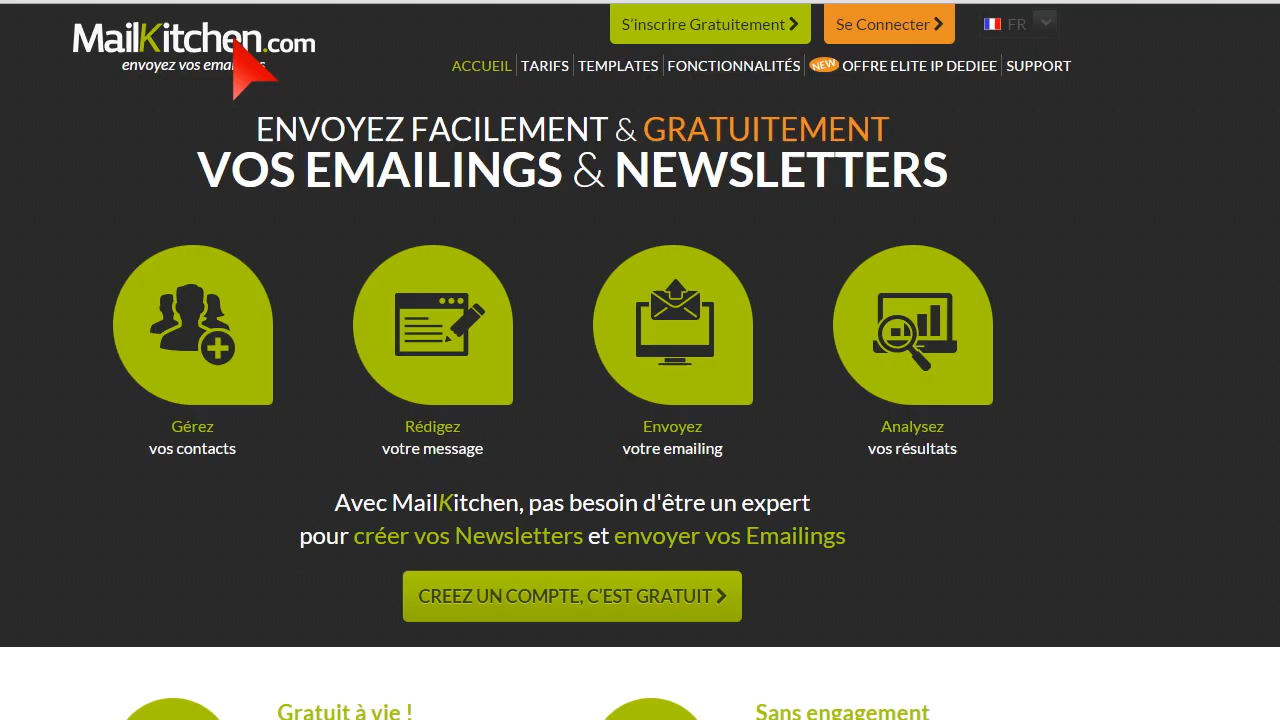 MailKitchen.com
envoyez vos
S'inscrire Gratuitement
Se Connecter
FR
ACCUEIL TARIFS TEMPLATES FONCTIONNALITÉS NEW OFFRE ELITE IP DEDIEE SUPPORT
ENVOYEZ FACILEMENT & GRATUITEMENT
VOS EMAILINGS & NEWSLETTERS
Gérez
vos contacts
Rédigez
votre message
Envoyez
votre emailing
Analysez
vos résultats
Avec MailKitchen, pas besoin d'être un expert
pour créer vos Newsletters et envoyer vos Emailings
CREEZ UN COMPTE, C'EST GRATUIT
Gratuit à vie !
Sans engagement